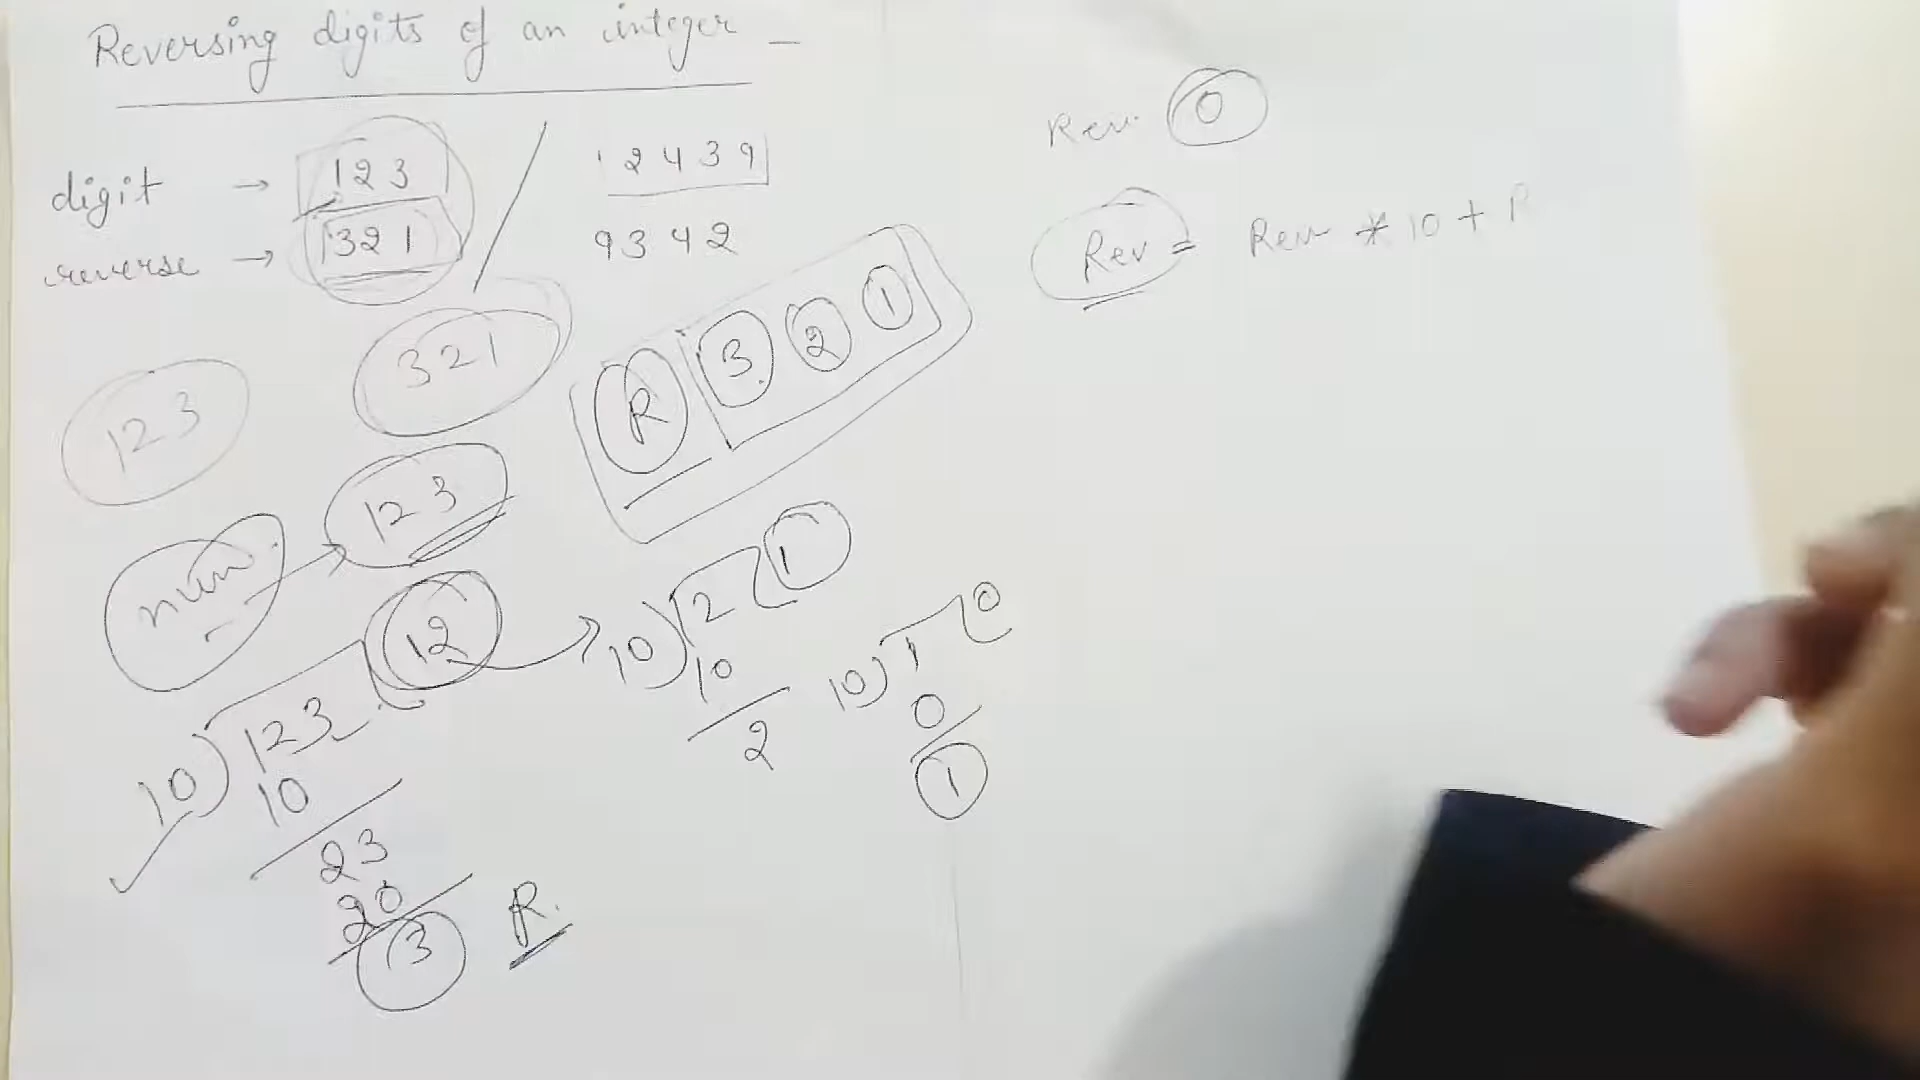 Reversing digits of an integer -
digit → 123
reverse → 321
2439
9342
Rev. 0
Rev = Rev * 10 + R
321
R 3 2 1
123
num → 123
10) 123 (12
10
23
20
3 R.
10) 12 (1
10
2
10) 1 (0
0
1